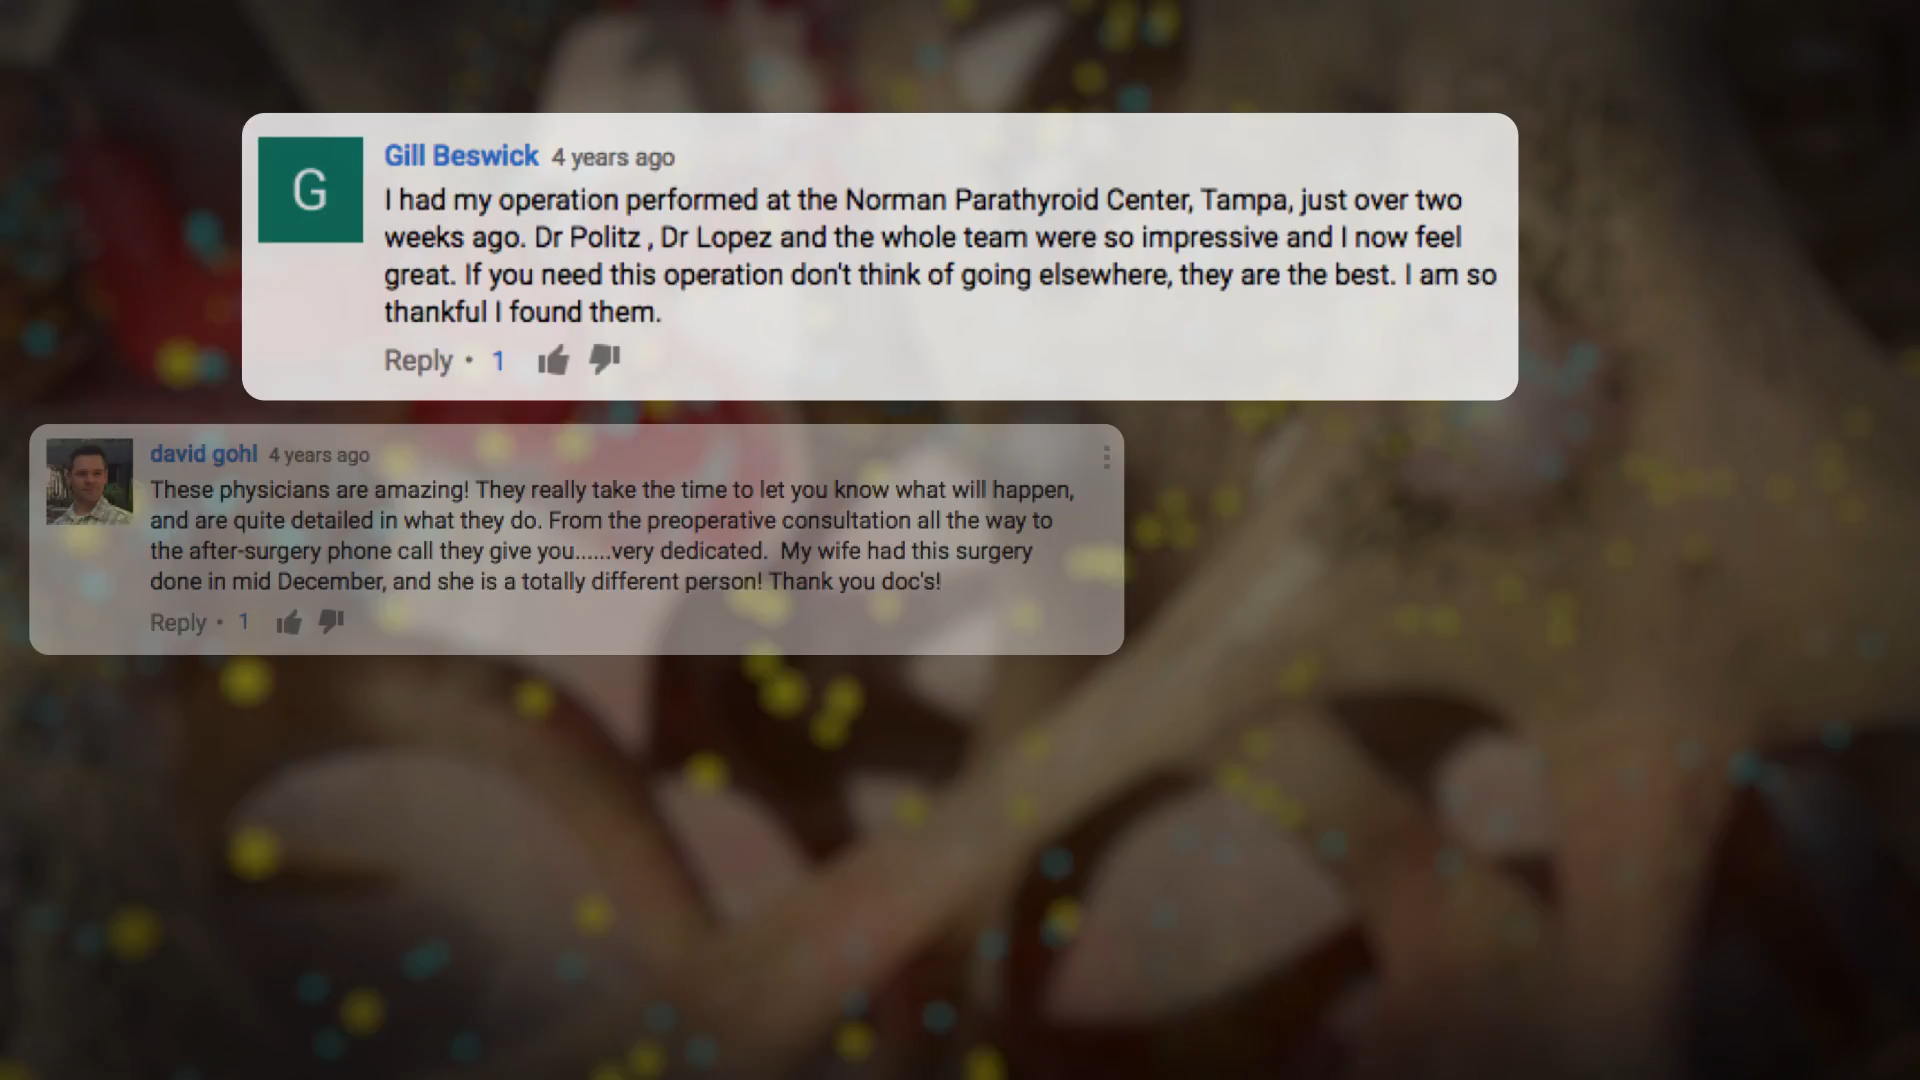 G
Gill Beswick 4 years ago
I had my operation performed at the Norman Parathyroid Center, Tampa, just over two
weeks ago. Dr Politz , Dr Lopez and the whole team were so impressive and I now feel
great. If you need this operation don't think of going elsewhere, they are the best. I am so
thankful I found them.
Reply • 1
david gohl 4 years ago
These physicians are amazing! They really take the time to let you know what will happen,
and are quite detailed in what they do. From the preoperative consultation all the way to
the after-surgery phone call they give you......very dedicated.  My wife had this surgery
done in mid December, and she is a totally different person! Thank you doc's!
Reply • 1